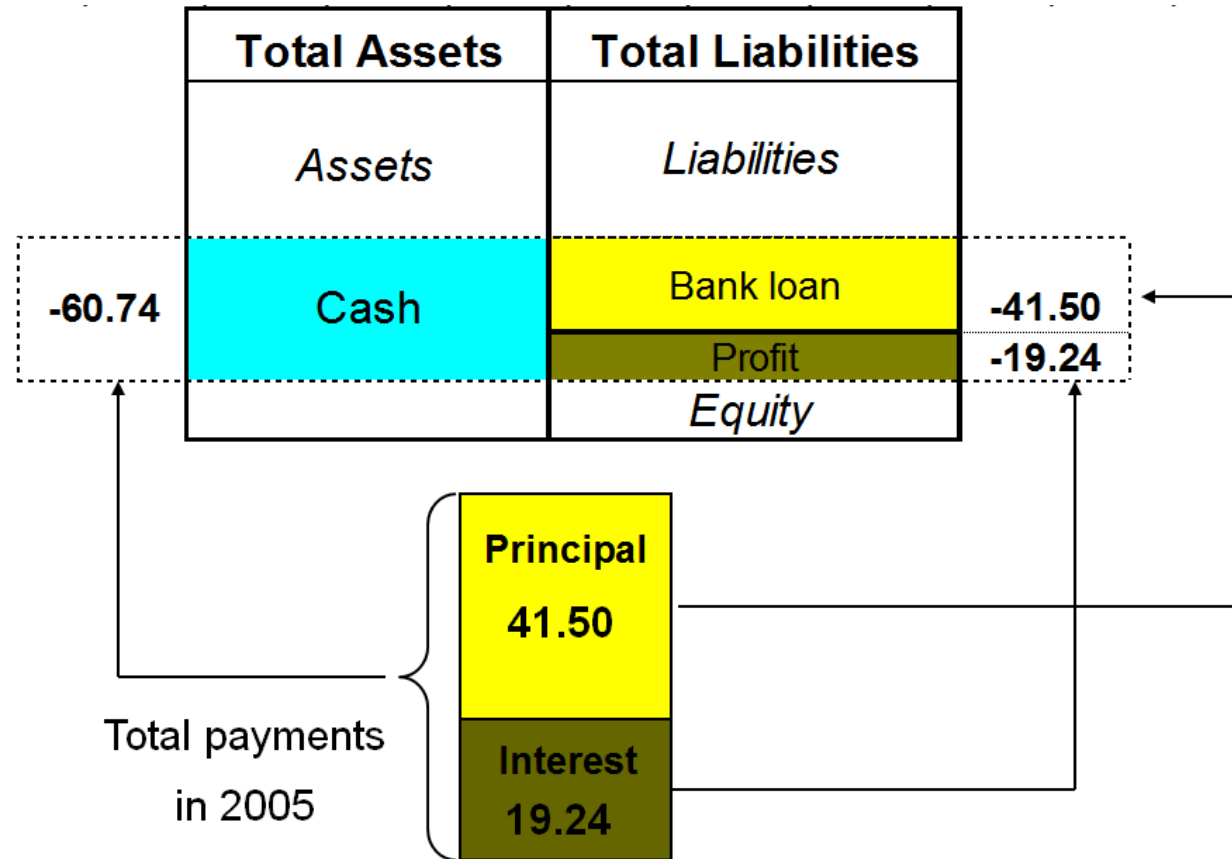 Total Assets
Total Liabilities
Assets
Liabilities
-60.74
Cash
Bank loan
-41.50
Profit
-19.24
Equity
Principal
41.50
Total payments
in 2005
Interest
19.24